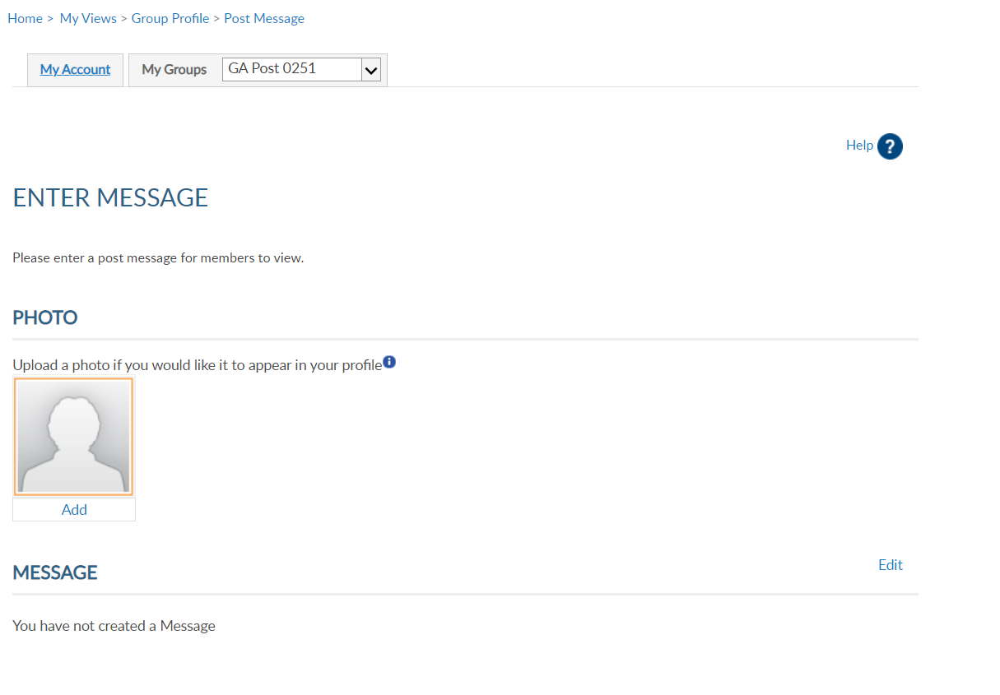 Home > My Views > Group Profile > Post Message
My Account My Groups GA Post 0251
Help ?
ENTER MESSAGE
Please enter a post message for members to view.
PHOTO
Upload a photo if you would like it to appear in your profile i
Add
MESSAGE Edit
You have not created a Message